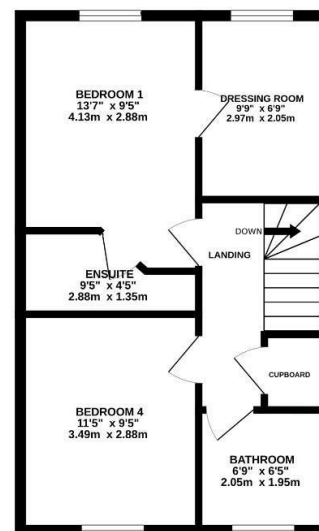 BEDROOM 1
13'7" x 9'5"
4.13m x 2.88m
DRESSING ROOM
9'9" x 6'9"
2.97m x 2.05m
DOWN
LANDING
ENSUITE
9'5" x 4'5"
2.88m x 1.35m
BEDROOM 4
11'5" x 9'5"
3.49m x 2.88m
CUPBOARD
BATHROOM
6'9" x 6'5"
2.05m x 1.95m